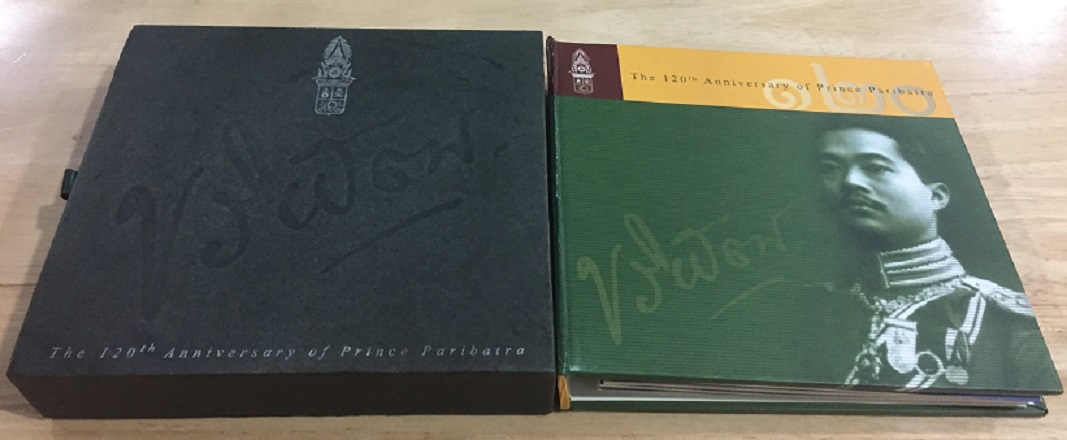 The 120th Anniversary of Prince Paribatra
The 120th Anniversary of Prince Paribatra
๑๒๐